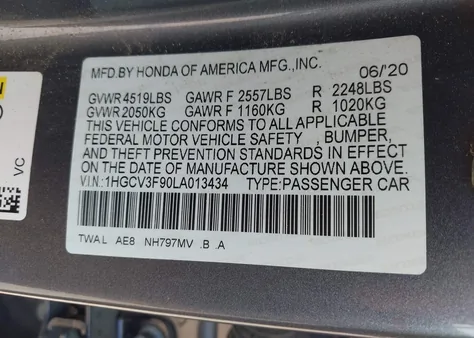 MFD.BY HONDA OF AMERICA MFG.,INC. 06/'20
GVWR 4519LBS GAWR F 2557LBS R 2248LBS
GVWR 2050KG GAWR F 1160KG R 1020KG
THIS VEHICLE CONFORMS TO ALL APPLICABLE
FEDERAL MOTOR VEHICLE SAFETY , BUMPER,
AND THEFT PREVENTION STANDARDS IN EFFECT
ON THE DATE OF MANUFACTURE SHOWN ABOVE.
V.I.N.:1HGCV3F90LA013434 TYPE:PASSENGER CAR
TWA L AE8 NH797MV .B .A
VC